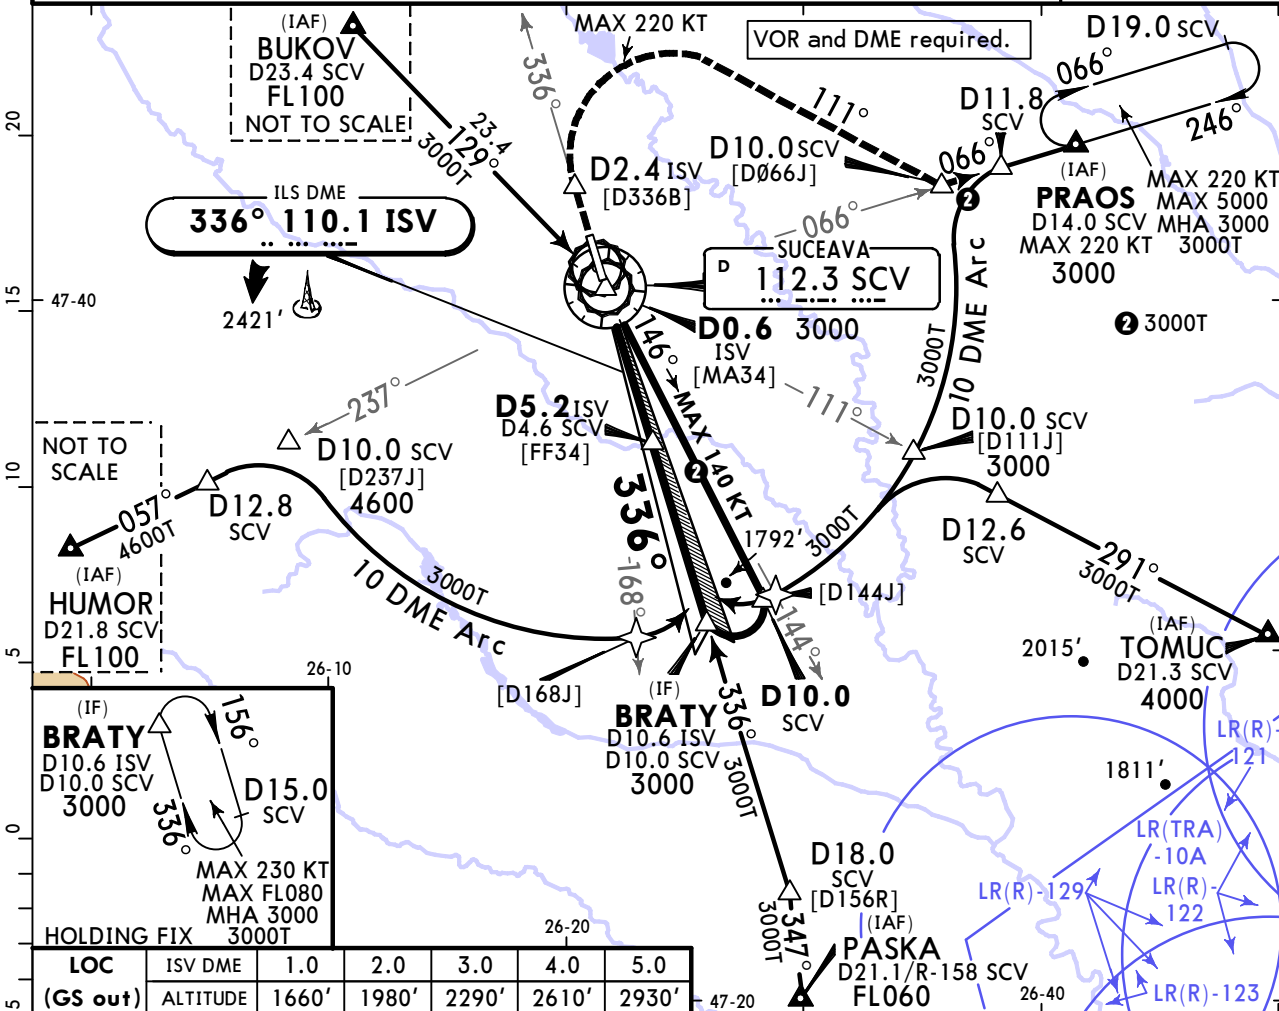 (IAF)
BUKOV
D23.4 SCV
FL100
NOT TO SCALE
23.4
129°
3000T
336°
MAX 220 KT
VOR and DME required.
D19.0 SCV
066°
246°
D11.8
SCV
111°
D10.0 SCV
[DØ66J]
066°
066°
(IAF)
PRAOS
D14.0 SCV
MAX 220 KT
3000
MAX 220 KT
MAX 5000
MHA 3000
3000T
2
2 3000T
D2.4 ISV
[D336B]
ILS DME
336° 110.1 ISV
2421'
SUCEAVA
D
112.3 SCV
3000
D0.6
ISV
[MA34]
146°
MAX 140 KT
2
111°
3000T
10 DME Arc
D10.0 SCV
[D111J]
3000
D12.6
SCV
291°
3000T
(IAF)
TOMUC
D21.3 SCV
4000
237°
D10.0 SCV
[D237J]
4600
D5.2 ISV
D4.6 SCV
[FF34]
336°
NOT TO
SCALE
057°
4600T
D12.8
SCV
(IAF)
HUMOR
D21.8 SCV
FL100
3000T
10 DME Arc
168°
[D168J]
1792'
3000T
[D144J]
144°
D10.0
SCV
(IF)
BRATY
D10.6 ISV
D10.0 SCV
3000
336°
3000T
2015'
1811'
D18.0
SCV
[D156R]
347°
3000T
(IAF)
PASKA
D21.1/R-158 SCV
FL060
LR(R)-
121
LR(TRA)
-10A
LR(R)-129
LR(R)-
122
LR(R)-123
20
15
10
5
0
5
47-40
26-10
26-20
47-20
26-40
(IF)
BRATY
D10.6 ISV
D10.0 SCV
3000
156°
336°
D15.0
SCV
MAX 230 KT
MAX FL080
MHA 3000
3000T
HOLDING FIX
LOC ISV DME 1.0 2.0 3.0 4.0 5.0
(GS out) ALTITUDE 1660' 1980' 2290' 2610' 2930'